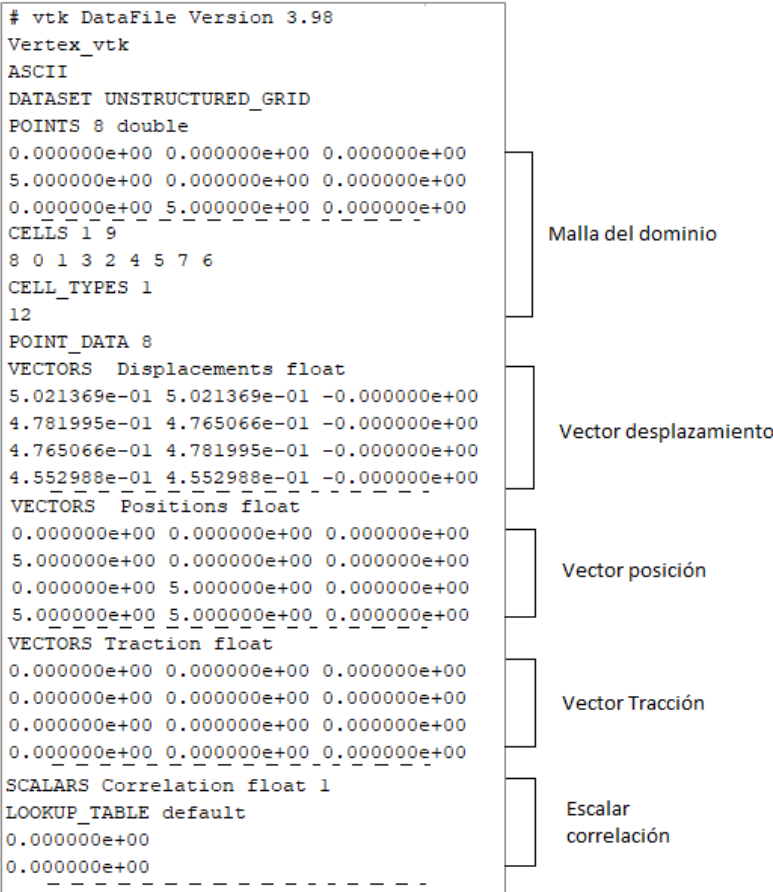 # vtk DataFile Version 3.98
Vertex_vtk
ASCII
DATASET UNSTRUCTURED_GRID
POINTS 8 double
0.000000e+00 0.000000e+00 0.000000e+00
5.000000e+00 0.000000e+00 0.000000e+00
0.000000e+00 5.000000e+00 0.000000e+00
CELLS 1 9
Malla del dominio
8 0 1 3 2 4 5 7 6
CELL_TYPES 1
12
POINT_DATA 8
VECTORS  Displacements float
5.021369e-01 5.021369e-01 -0.000000e+00
4.781995e-01 4.765066e-01 -0.000000e+00
Vector desplazamiento
4.765066e-01 4.781995e-01 -0.000000e+00
4.552988e-01 4.552988e-01 -0.000000e+00
VECTORS  Positions float
0.000000e+00 0.000000e+00 0.000000e+00
5.000000e+00 0.000000e+00 0.000000e+00
Vector posición
0.000000e+00 5.000000e+00 0.000000e+00
5.000000e+00 5.000000e+00 0.000000e+00
VECTORS Traction float
0.000000e+00 0.000000e+00 0.000000e+00
0.000000e+00 0.000000e+00 0.000000e+00
Vector Tracción
0.000000e+00 0.000000e+00 0.000000e+00
0.000000e+00 0.000000e+00 0.000000e+00
SCALARS Correlation float 1
LOOKUP_TABLE default
Escalar
correlación
0.000000e+00
0.000000e+00